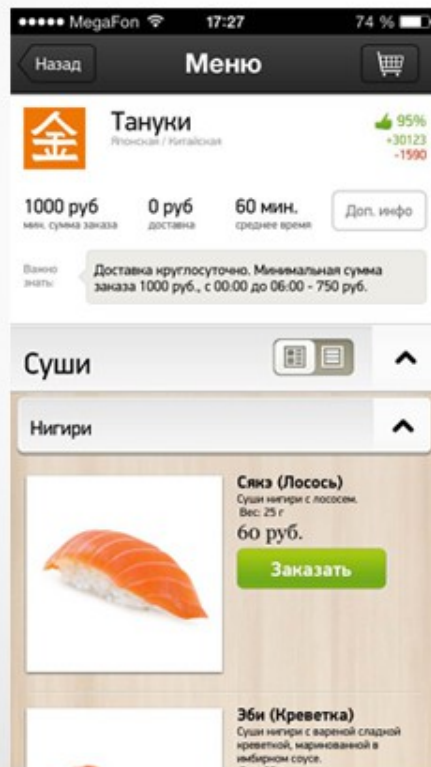 MegaFon 17:27 74 %
Назад Меню
金 Тануки 95%
Японская / Китайская +30123
-1590
1000 руб 0 руб 60 мин. Доп. инфо
мин. сумма заказа доставка среднее время
Важно знать:
Доставка круглосуточно. Минимальная сумма
заказа 1000 руб., с 00:00 до 06:00 - 750 руб.
Суши
Нигири
Сякэ (Лосось)
Суши нигири с лососем.
Вес: 25 г
60 руб.
Заказать
Эби (Креветка)
Суши нигири с вареной сладкой
креветкой, маринованной в
имбирном соусе.